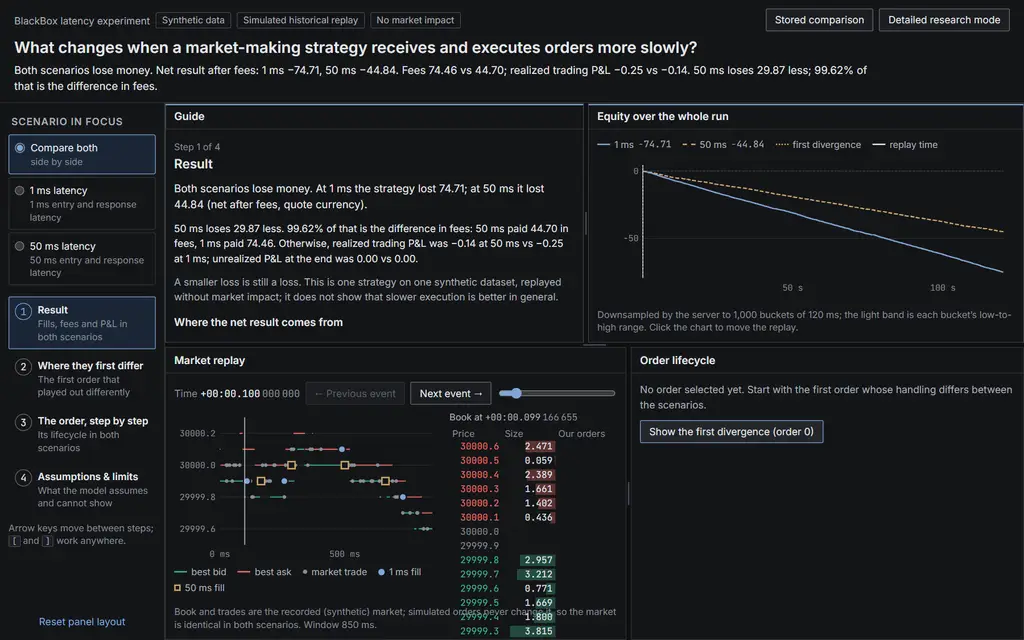 BlackBox latency experiment Synthetic data Simulated historical replay No market impact Stored comparison Detailed research mode
What changes when a market-making strategy receives and executes orders more slowly?
Both scenarios lose money. Net result after fees: 1 ms −74.71, 50 ms −44.84. Fees 74.46 vs 44.70; realized trading P&L −0.25 vs −0.14. 50 ms loses 29.87 less; 99.62% of
that is the difference in fees.
SCENARIO IN FOCUS
Compare both
side by side
1 ms latency
1 ms entry and response
latency
50 ms latency
50 ms entry and response
latency
1 Result
Fills, fees and P&L in
both scenarios
2 Where they first differ
The first order that
played out differently
3 The order, step by step
Its lifecycle in both
scenarios
4 Assumptions & limits
What the model assumes
and cannot show
Arrow keys move between steps;
[ and ] work anywhere.
Reset panel layout
Guide
Step 1 of 4
Result
Both scenarios lose money. At 1 ms the strategy lost 74.71; at 50 ms it lost
44.84 (net after fees, quote currency).
50 ms loses 29.87 less. 99.62% of that is the difference in fees: 50 ms paid 44.70 in
fees, 1 ms paid 74.46. Otherwise, realized trading P&L was −0.14 at 50 ms vs −0.25
at 1 ms; unrealized P&L at the end was 0.00 vs 0.00.
A smaller loss is still a loss. This is one strategy on one synthetic dataset, replayed
without market impact; it does not show that slower execution is better in general.
Where the net result comes from
Equity over the whole run
1 ms -74.71 50 ms -44.84 first divergence replay time
0
-50
50 s 100 s
Downsampled by the server to 1,000 buckets of 120 ms; the light band is each bucket's low-to-
high range. Click the chart to move the replay.
Market replay
Time +00:00.100 000 000 ← Previous event Next event →
30000.2
30000.0
29999.8
29999.6
0 ms 500 ms
best bid best ask market trade 1 ms fill
50 ms fill
Book at +00:00.099 166 655
Price Size Our orders
30000.6 2.471
30000.5 0.059
30000.4 2.389
30000.3 1.661
30000.2 1.402
30000.1 0.436
30000.0
29999.9
29999.8 2.957
29999.7 3.212
29999.6 0.771
29999.5 1.669
29999.4 1.800
29999.3 3.815
Book and trades are the recorded (synthetic) market; simulated orders never change it, so the market
is identical in both scenarios. Window 850 ms.
Order lifecycle
No order selected yet. Start with the first order whose handling differs between
the scenarios.
Show the first divergence (order 0)